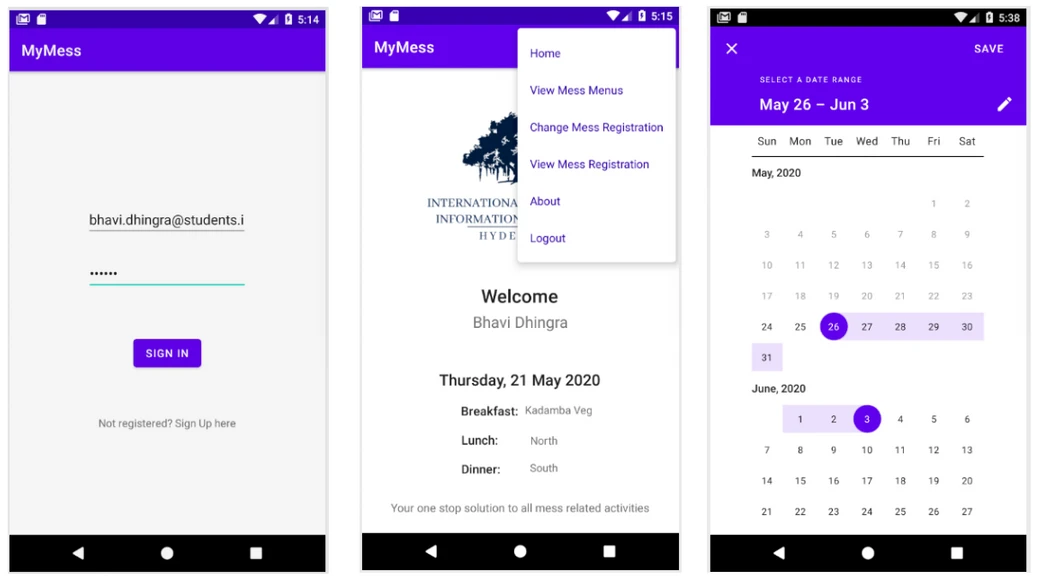 5:14
MyMess
bhavi.dhingra@students.i
••••••
SIGN IN
Not registered? Sign Up here
5:15
MyMess
Home
View Mess Menus
Change Mess Registration
View Mess Registration
About
Logout
INTERNATIONA
INFORMATION
HYDE
Welcome
Bhavi Dhingra
Thursday, 21 May 2020
Breakfast: Kadamba Veg
Lunch: North
Dinner: South
Your one stop solution to all mess related activities
5:38
SAVE
SELECT A DATE RANGE
May 26 – Jun 3
Sun Mon Tue Wed Thu Fri Sat
May, 2020
1 2
3 4 5 6 7 8 9
10 11 12 13 14 15 16
17 18 19 20 21 22 23
24 25 26 27 28 29 30
31
June, 2020
1 2 3 4 5 6
7 8 9 10 11 12 13
14 15 16 17 18 19 20
21 22 23 24 25 26 27